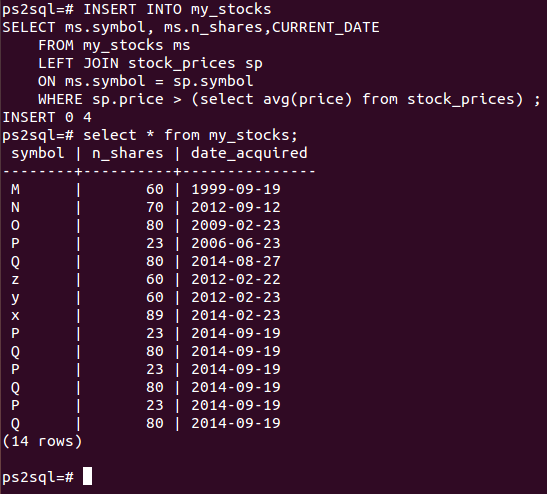 ps2sql=# INSERT INTO my_stocks
SELECT ms.symbol, ms.n_shares,CURRENT_DATE
    FROM my_stocks ms
    LEFT JOIN stock_prices sp
    ON ms.symbol = sp.symbol
    WHERE sp.price > (select avg(price) from stock_prices) ;
INSERT 0 4
ps2sql=# select * from my_stocks;
 symbol | n_shares | date_acquired
--------+----------+---------------
 M      |       60 | 1999-09-19
 N      |       70 | 2012-09-12
 O      |       80 | 2009-02-23
 P      |       23 | 2006-06-23
 Q      |       80 | 2014-08-27
 z      |       60 | 2012-02-22
 y      |       60 | 2012-02-23
 x      |       89 | 2014-02-23
 P      |       23 | 2014-09-19
 Q      |       80 | 2014-09-19
 P      |       23 | 2014-09-19
 Q      |       80 | 2014-09-19
 P      |       23 | 2014-09-19
 Q      |       80 | 2014-09-19
(14 rows)
ps2sql=#